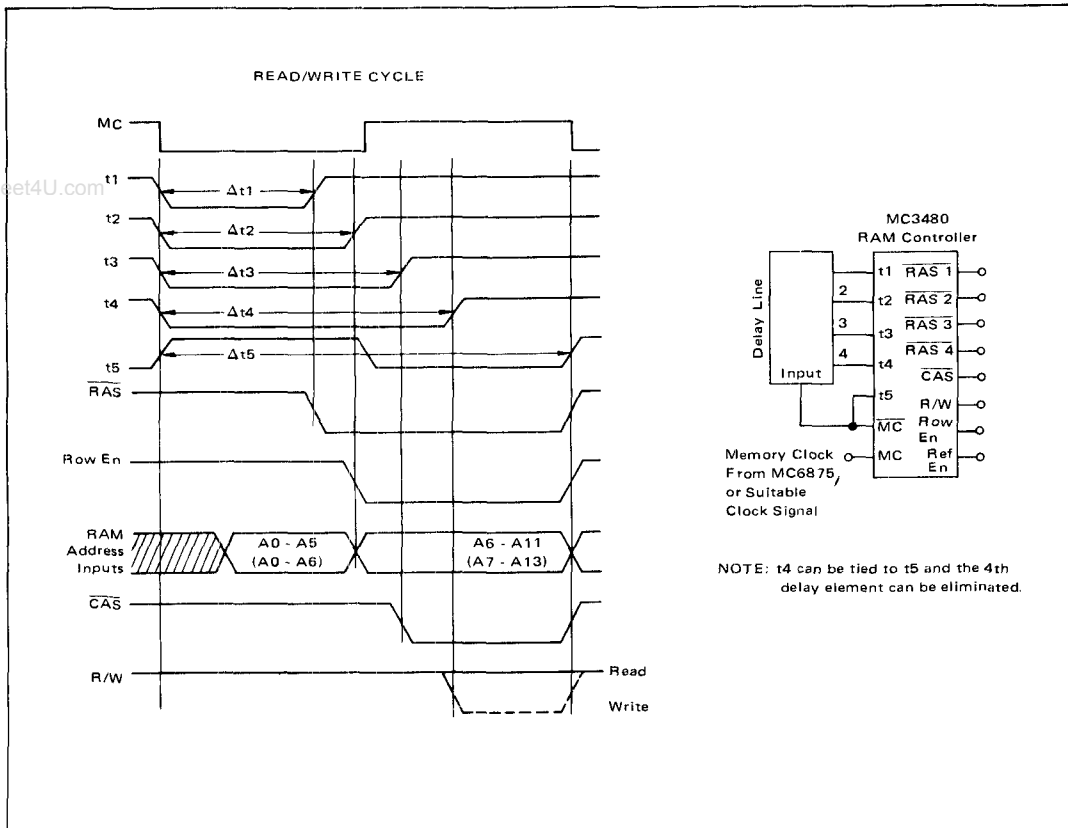 READ/WRITE CYCLE
MC
eet4U.com
t1
Δt1
t2
Δt2
t3
Δt3
t4
Δt4
t5
Δt5
RAS
Row En
RAM
Address
Inputs
A0 - A5
(A0 - A6)
A6 - A11
(A7 - A13)
CAS
R/W
Read
Write
MC3480
RAM Controller
Delay Line
Input
2
3
4
t1 RAS 1
t2 RAS 2
t3 RAS 3
t4 RAS 4
CAS
t5 R/W
MC Row
En
MC Ref
En
Memory Clock
From MC6875,
or Suitable
Clock Signal
NOTE: t4 can be tied to t5 and the 4th
delay element can be eliminated.